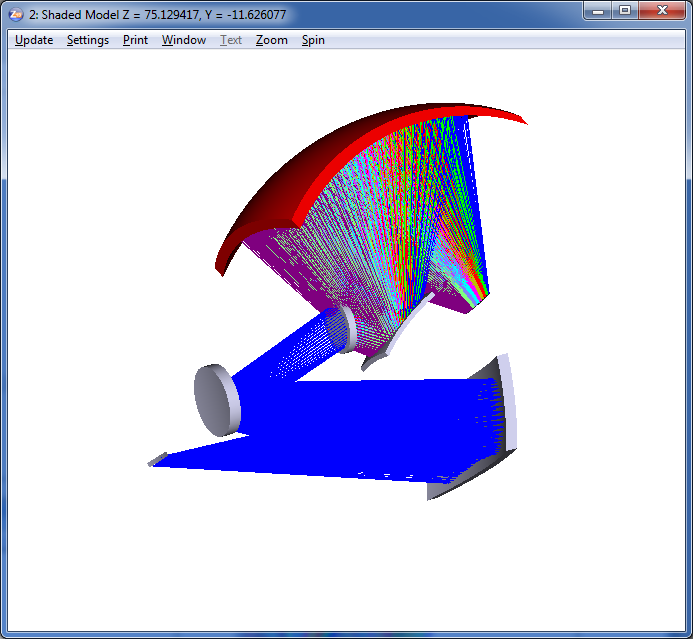 2: Shaded Model Z = 75.129417, Y = -11.626077
Update Settings Print Window Text Zoom Spin